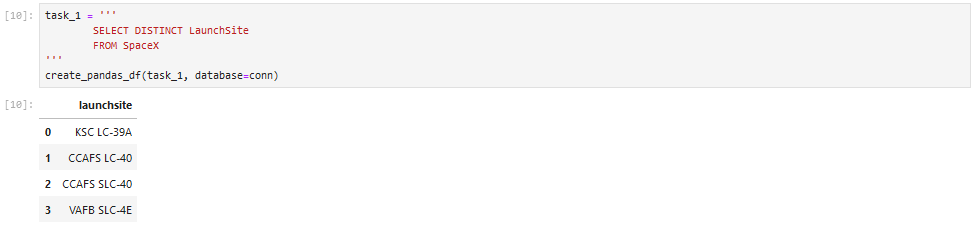 [10]: task_1 = '''
SELECT DISTINCT LaunchSite
FROM SpaceX
'''
create_pandas_df(task_1, database=conn)
[10]: launchsite
0 KSC LC-39A
1 CCAFS LC-40
2 CCAFS SLC-40
3 VAFB SLC-4E